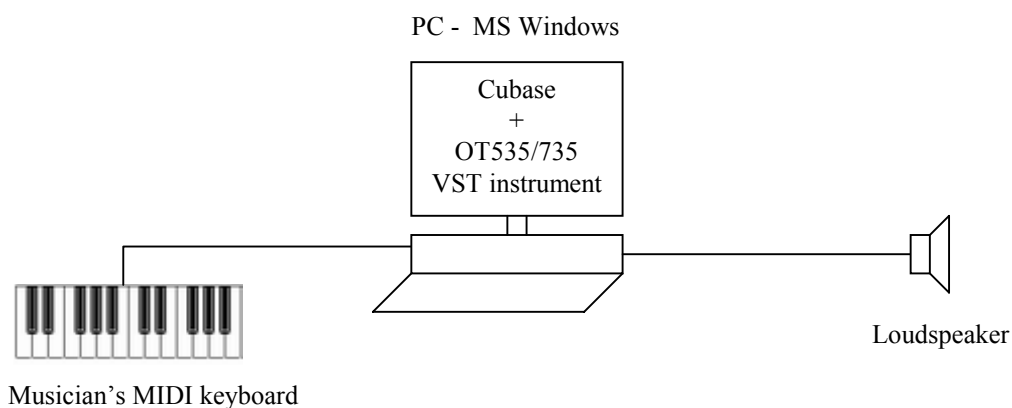 PC - MS Windows
Cubase
+
OT535/735
VST instrument
Loudspeaker
Musician’s MIDI keyboard